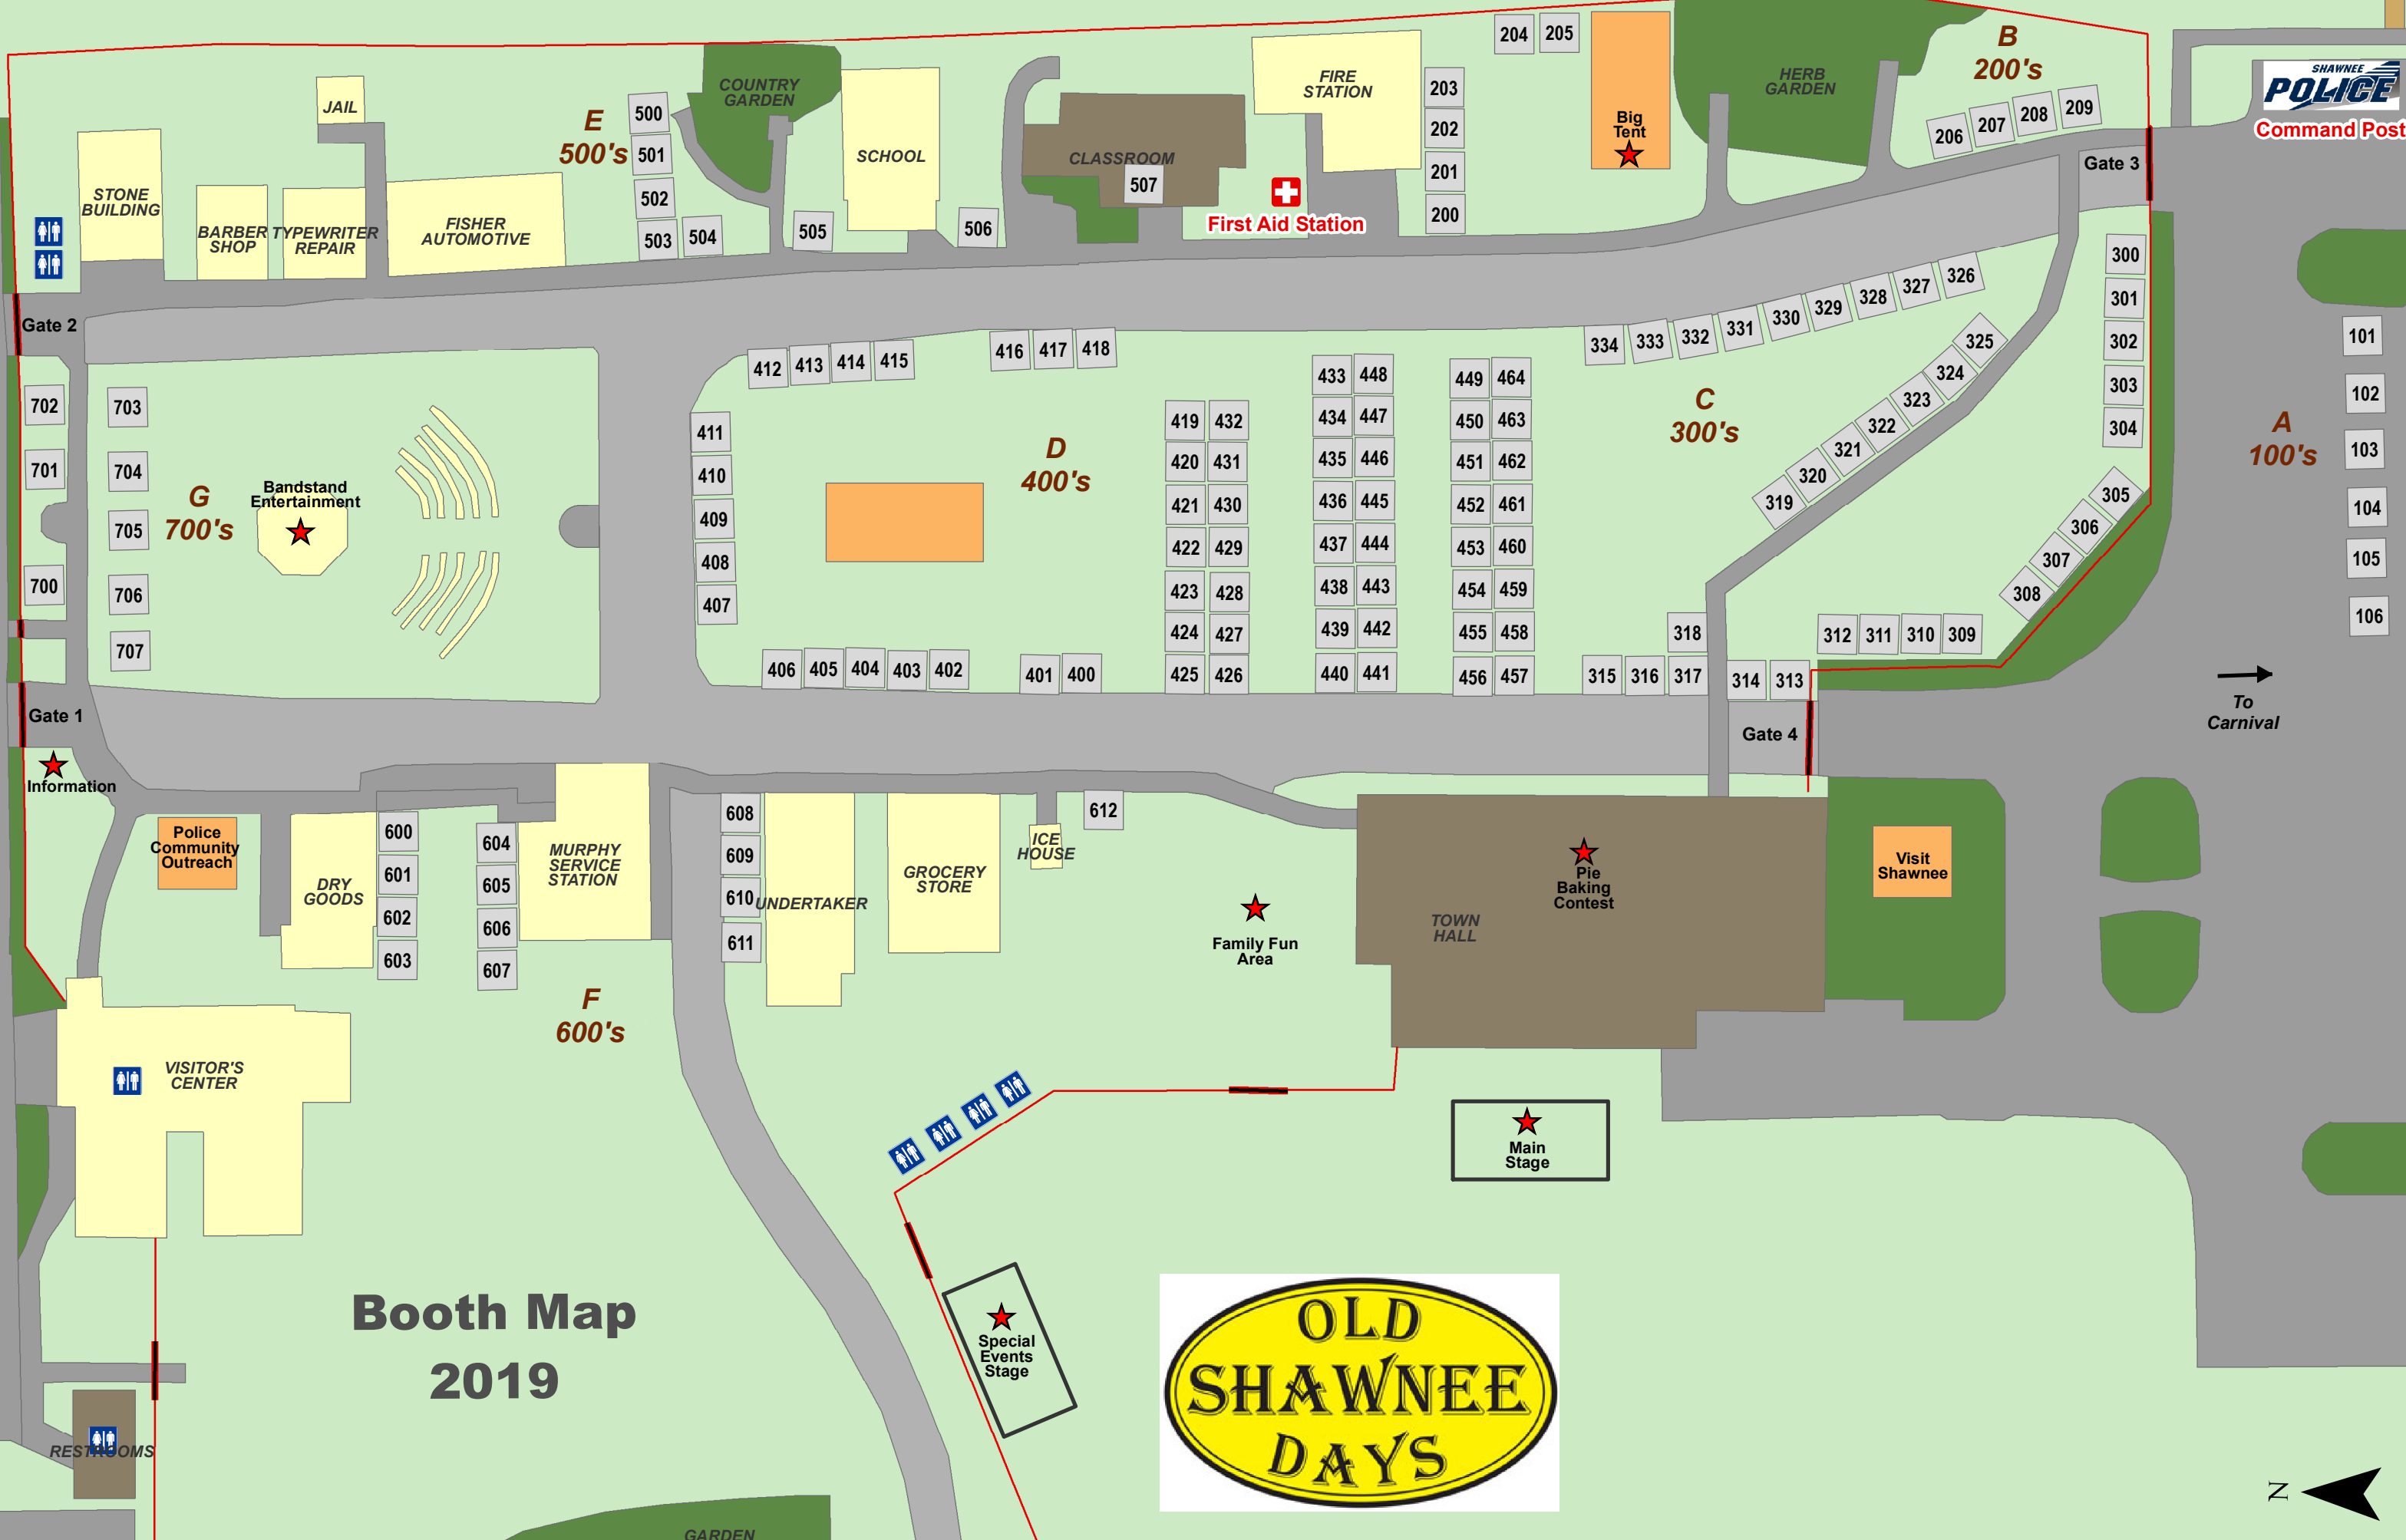 204 205
B
200's
SHAWNEE
POLICE
Command Post
JAIL
COUNTRY
GARDEN
FIRE
STATION
HERB
GARDEN
E
500's
500
501
502
503 504
203
202
201
200
Big
Tent
206 207 208 209
Gate 3
STONE
BUILDING
BARBER
SHOP
TYPEWRITER
REPAIR
FISHER
AUTOMOTIVE
SCHOOL
505
506
CLASSROOM
507
First Aid Station
Gate 2
300
301
302
303
304
305
306
307
308
101
102
103
104
105
106
A
100's
334 333 332 331 330 329 328 327 326
C
300's
325
324
323
322
321
320
319
702
701
700
703
704
705
706
707
G
700's
Bandstand
Entertainment
412 413 414 415
416 417 418
411
410
409
408
407
D
400's
419 432
420 431
421 430
422 429
423 428
424 427
425 426
433 448
434 447
435 446
436 445
437 444
438 443
439 442
440 441
449 464
450 463
451 462
452 461
453 460
454 459
455 458
456 457
406 405 404 403 402
401 400
318
315 316 317
314 313
312 311 310 309
To
Carnival
Gate 1
Gate 4
Information
Police
Community
Outreach
DRY
GOODS
600
601
602
603
604
605
606
607
MURPHY
SERVICE
STATION
608
609
610
611
UNDERTAKER
GROCERY
STORE
ICE
HOUSE
612
Family Fun
Area
TOWN
HALL
Pie
Baking
Contest
Visit
Shawnee
F
600's
VISITOR'S
CENTER
Main
Stage
Special
Events
Stage
Booth Map
2019
OLD
SHAWNEE
DAYS
RESTROOMS
GARDEN
N